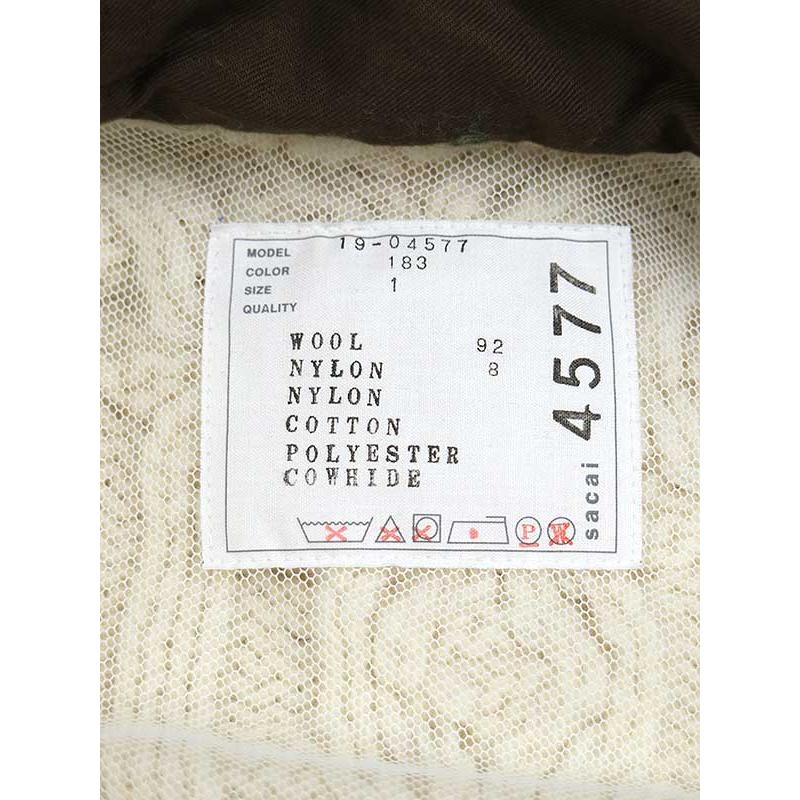 MODEL 19-04577
COLOR 183
SIZE 1
QUALITY
WOOL 92
NYLON 8
NYLON
COTTON
POLYESTER
COWHIDE
P W
sacai 4577